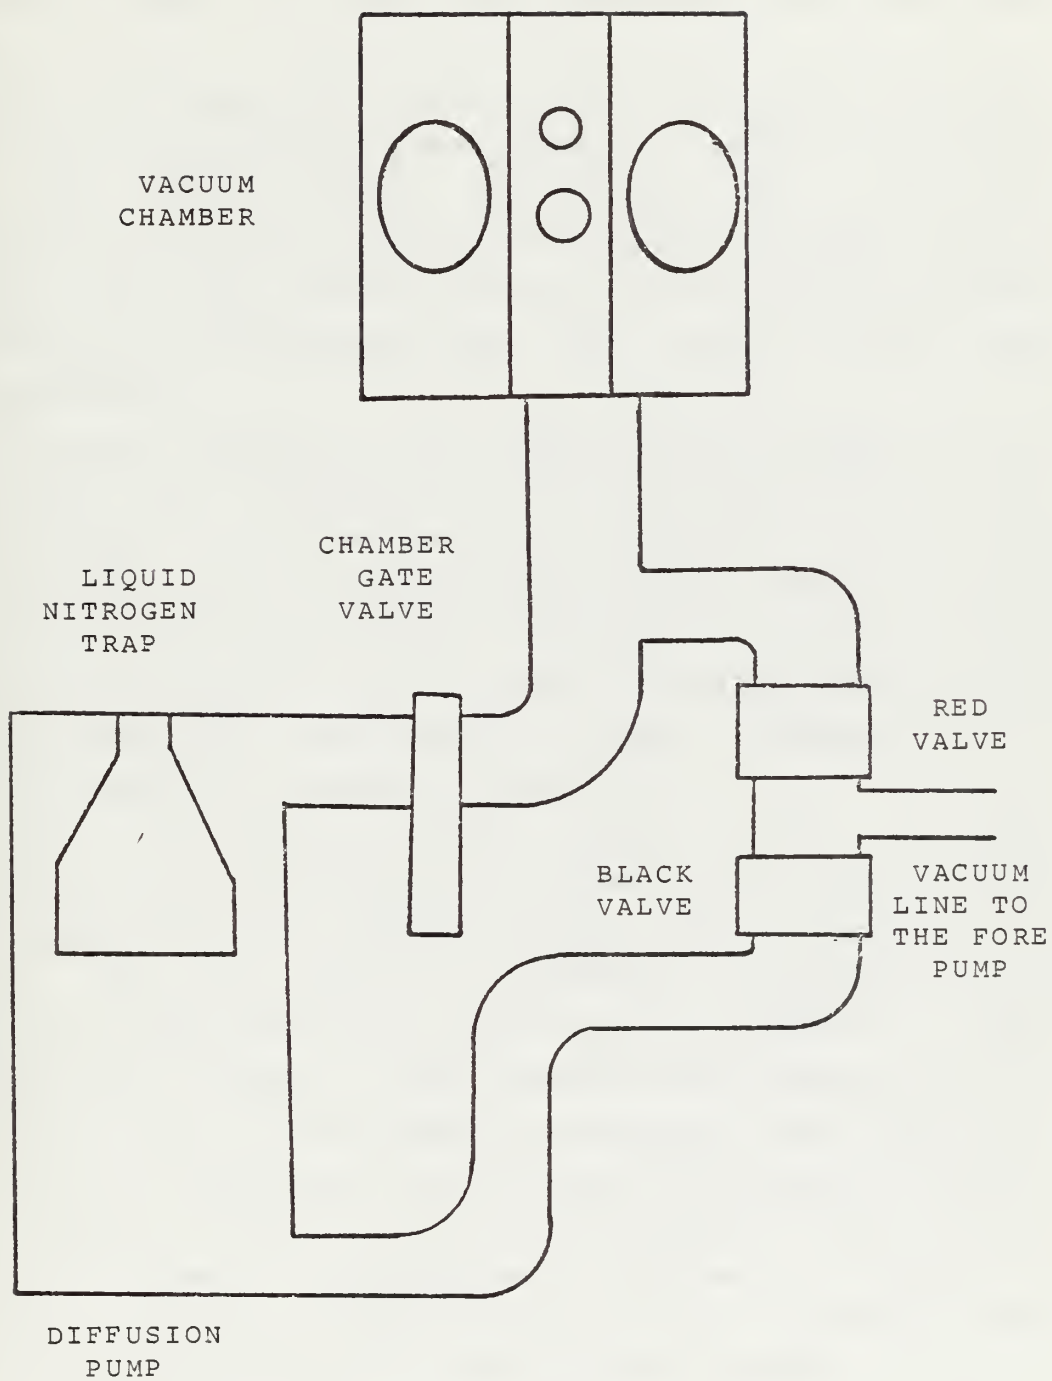 VACUUM
CHAMBER
CHAMBER
GATE
VALVE
LIQUID
NITROGEN
TRAP
RED
VALVE
BLACK
VALVE
VACUUM
LINE TO
THE FORE
PUMP
DIFFUSION
PUMP